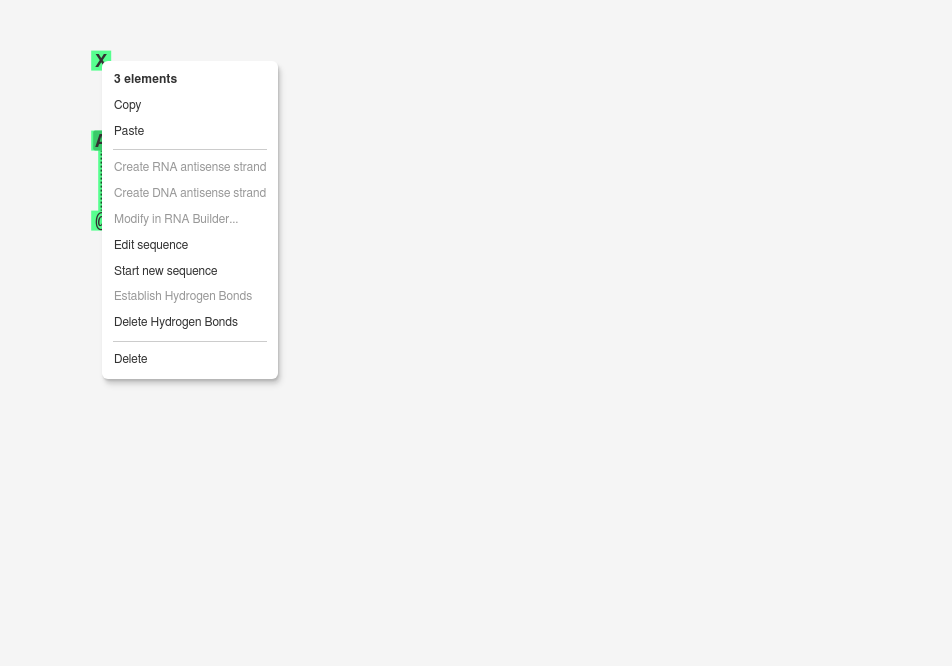 X
3 elements
Copy
Paste
Create RNA antisense strand
Create DNA antisense strand
Modify in RNA Builder...
Edit sequence
Start new sequence
Establish Hydrogen Bonds
Delete Hydrogen Bonds
Delete